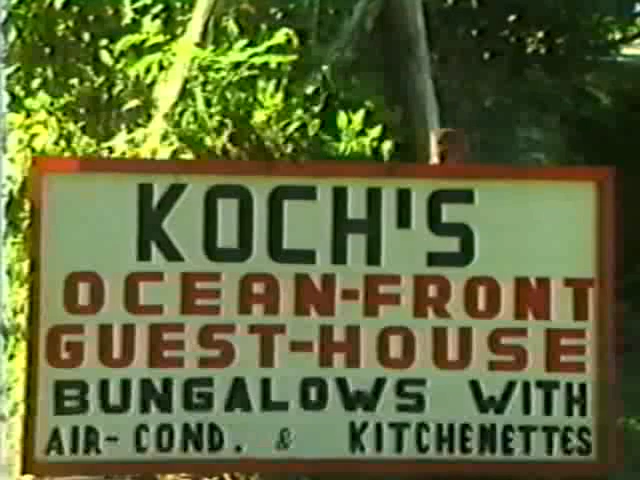 KOCH'S
OCEAN-FRONT
GUEST-HOUSE
BUNGALOWS WITH
AIR-COND. & KITCHENETTES